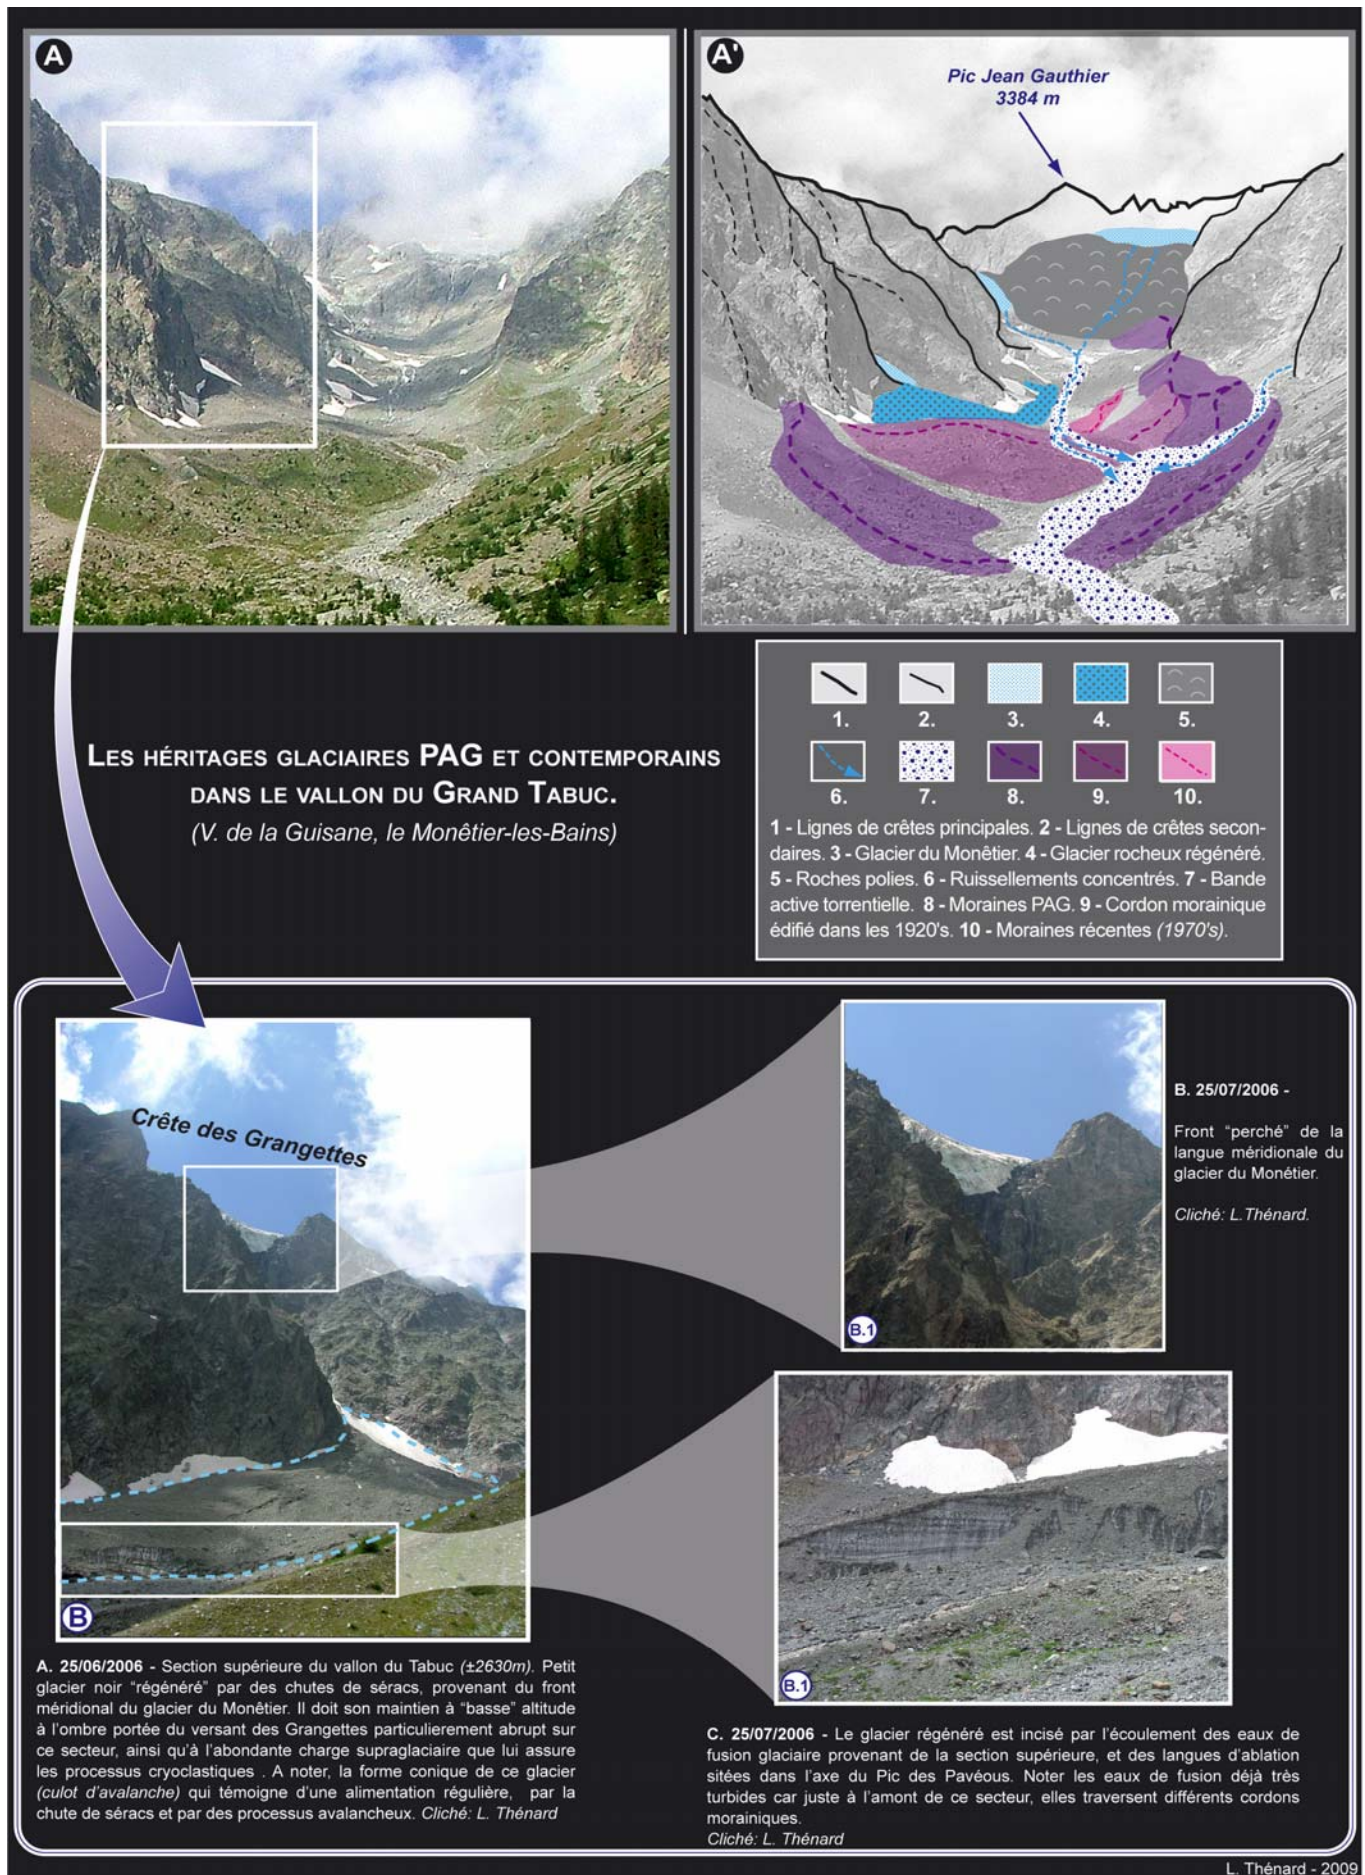 A
A'
Pic Jean Gauthier
3384 m
LES HÉRITAGES GLACIAIRES PAG ET CONTEMPORAINS
DANS LE VALLON DU GRAND TABUC.
(V. de la Guisane, le Monêtier-les-Bains)
1. 2. 3. 4. 5.
6. 7. 8. 9. 10.
1 - Lignes de crêtes principales. 2 - Lignes de crêtes secon-
daires. 3 - Glacier du Monêtier. 4 - Glacier rocheux régénéré.
5 - Roches polies. 6 - Ruissellements concentrés. 7 - Bande
active torrentielle. 8 - Moraines PAG. 9 - Cordon morainique
édifié dans les 1920's. 10 - Moraines récentes (1970's).
Crête des Grangettes
B
B.1
B. 25/07/2006 -
Front “perché” de la
langue méridionale du
glacier du Monétier.
Cliché: L.Thénard.
B.1
A. 25/06/2006 - Section supérieure du vallon du Tabuc (±2630m). Petit
glacier noir “régénéré” par des chutes de séracs, provenant du front
méridional du glacier du Monêtier. Il doit son maintien à “basse” altitude
à l’ombre portée du versant des Grangettes particulierement abrupt sur
ce secteur, ainsi qu’à l’abondante charge supraglaciaire que lui assure
les processus cryoclastiques . A noter, la forme conique de ce glacier
(culot d’avalanche) qui témoigne d’une alimentation régulière, par la
chute de séracs et par des processus avalancheux. Cliché: L. Thénard
C. 25/07/2006 - Le glacier régénéré est incisé par l’écoulement des eaux de
fusion glaciaire provenant de la section supérieure, et des langues d’ablation
sitées dans l’axe du Pic des Pavéous. Noter les eaux de fusion déjà très
turbides car juste à l’amont de ce secteur, elles traversent différents cordons
morainiques.
Cliché: L. Thénard
L. Thénard - 2009